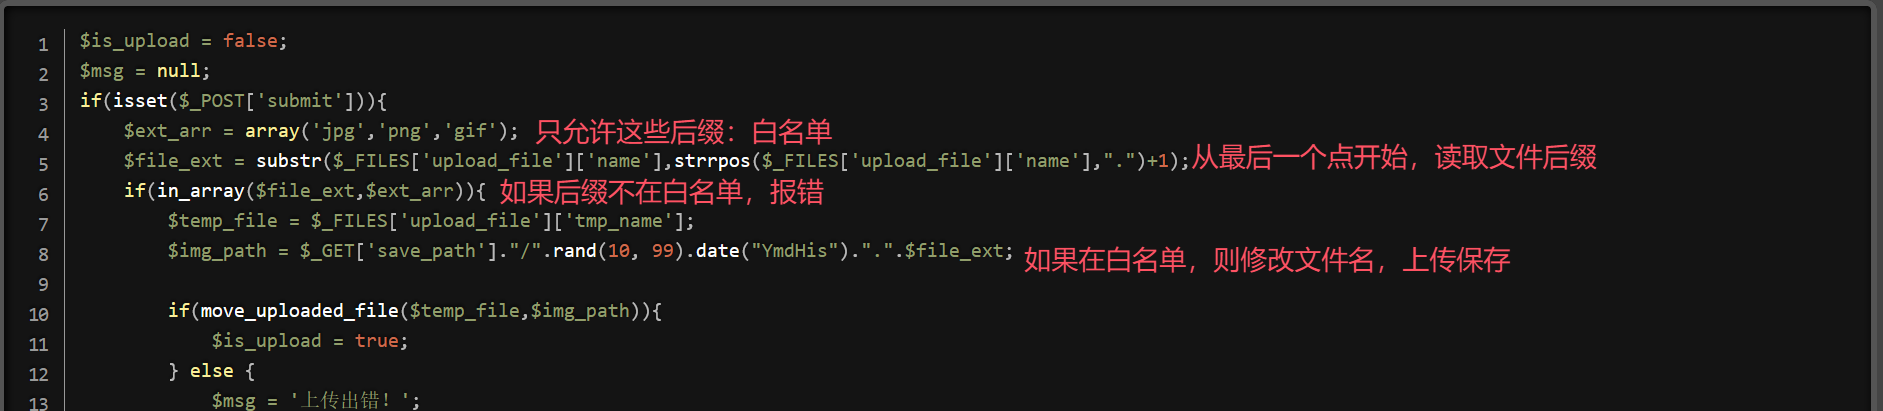 1 $is_upload = false;
2 $msg = null;
3 if(isset($_POST['submit'])){
4 $ext_arr = array('jpg','png','gif'); 只允许这些后缀：白名单
5 $file_ext = substr($_FILES['upload_file']['name'],strrpos($_FILES['upload_file']['name'],".")+1); 从最后一个点开始，读取文件后缀
6 if(in_array($file_ext,$ext_arr)){ 如果后缀不在白名单，报错
7 $temp_file = $_FILES['upload_file']['tmp_name'];
8 $img_path = $_GET['save_path']."/".rand(10, 99).date("YmdHis").".".$file_ext; 如果在白名单，则修改文件名，上传保存
9
10 if(move_uploaded_file($temp_file,$img_path)){
11 $is_upload = true;
12 } else {
13 $msg = '上传出错！';